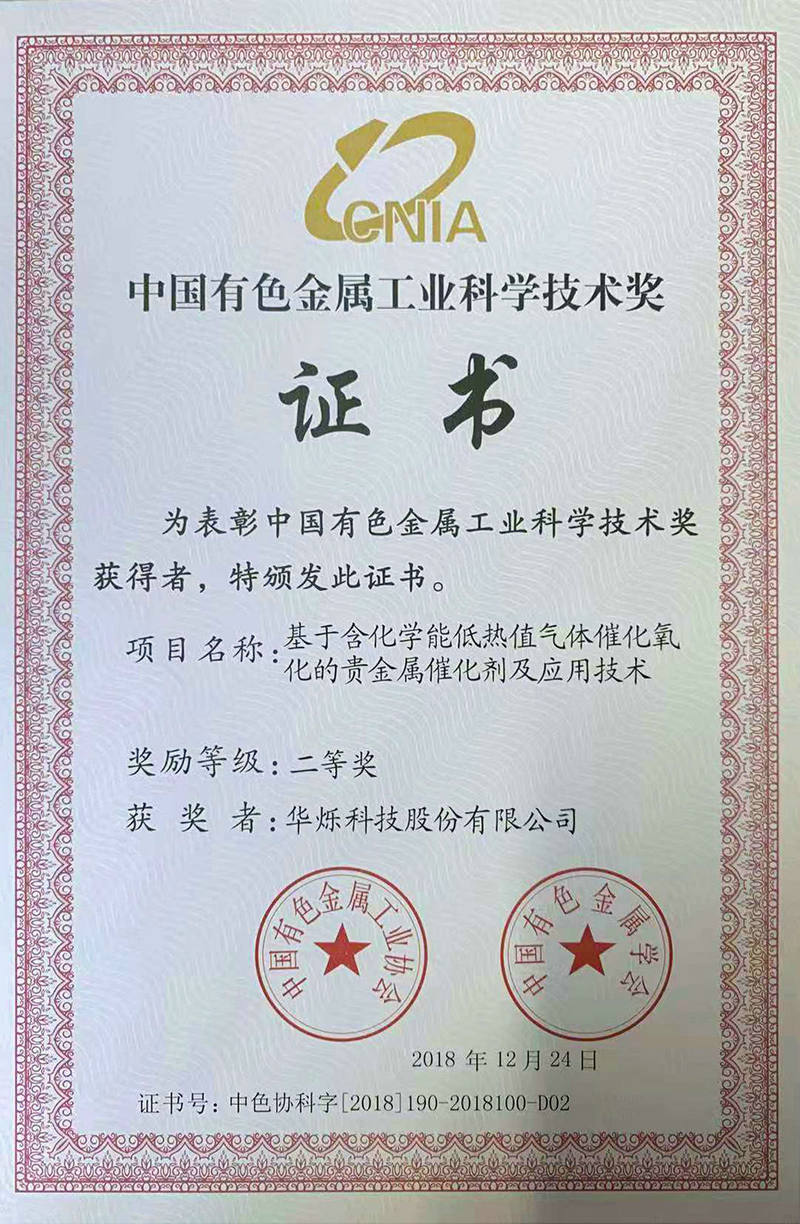 CNIA
中国有色金属工业科学技术奖
证 书
为表彰中国有色金属工业科学技术奖
获得者，特颁发此证书。
项目名称：基于含化学能低热值气体催化氧
化的贵金属催化剂及应用技术
奖励等级：二等奖
获 奖 者：华烁科技股份有限公司
中国有色金属工业协会
中国有色金属学会
2018 年 12 月 24 日
证书号：中色协科字[2018]190-2018100-D02